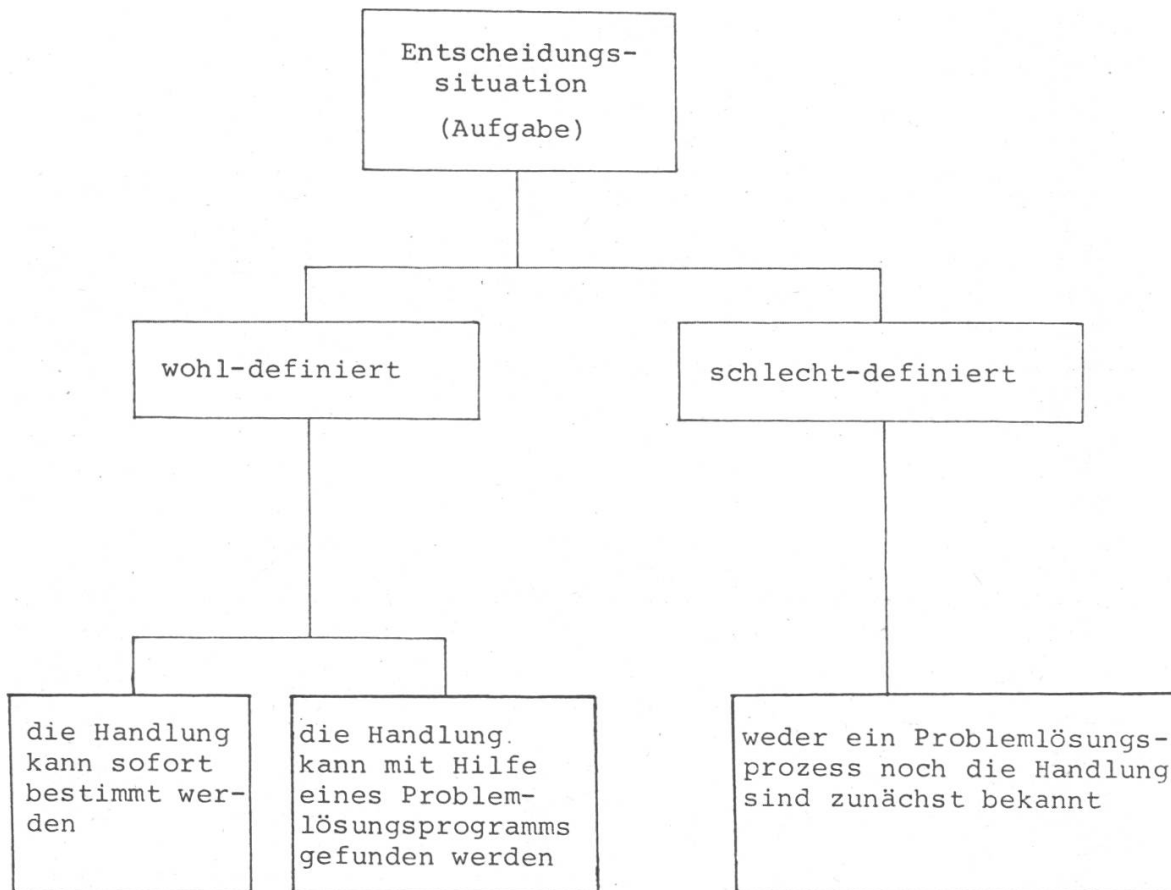 Entscheidungs-
situation
(Aufgabe)
wohl-definiert
schlecht-definiert
die Handlung
kann sofort
bestimmt wer-
den
die Handlung.
kann mit Hilfe
eines Problem-
lösungsprogramms
gefunden werden
weder ein Problemlösungs-
prozess noch die Handlung
sind zunächst bekannt